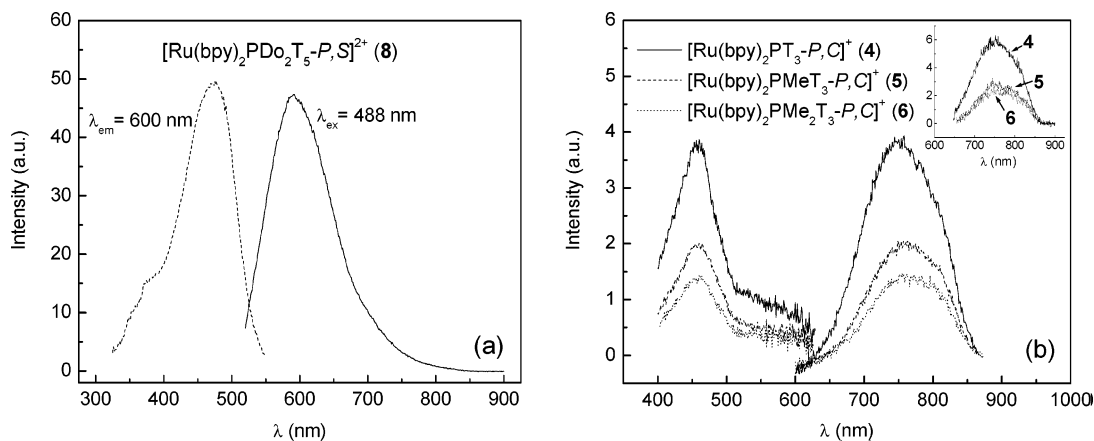 [Ru(bpy)₂PDo₂T₅-P,S]²⁺ (8)
λem = 600 nm
λex = 488 nm
(a)
Intensity (a.u.)
60
50
40
30
20
10
0
300 400 500 600 700 800 900
λ (nm)
[Ru(bpy)₂PT₃-P,C]⁺ (4)
[Ru(bpy)₂PMeT₃-P,C]⁺ (5)
[Ru(bpy)₂PMe₂T₃-P,C]⁺ (6)
(b)
Intensity (a.u.)
6
5
4
3
2
1
0
400 500 600 700 800 900 1000
λ (nm)
6
4
2
0
4
5
6
600 700 800 900
λ (nm)